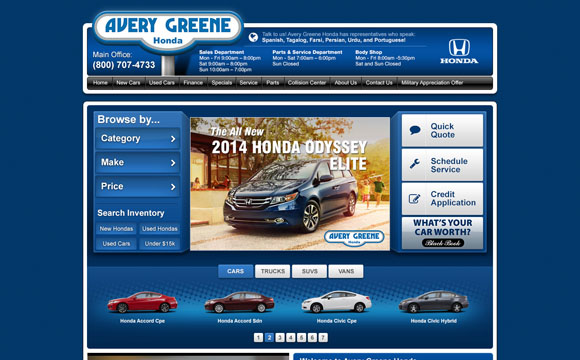 AVERY GREENE
Honda
Main Office:
(800) 707-4733
Talk to us! Avery Greene Honda has representatives who speak:
Spanish, Tagalog, Farsi, Persian, Urdu, and Portuguese!
Sales Department
Mon - Fri 9:00am – 8:00pm
Sat 9:00am – 8:00pm
Sun 10:00am – 7:00pm
Parts & Service Department
Mon - Sat 7:00am – 6:00pm
Sun Closed
Body Shop
Mon - Fri 8:00am -5:30pm
Sat and Sun Closed
HONDA
Home New Cars Used Cars Finance Specials Service Parts Collision Center About Us Contact Us Military Appreciation Offer
Browse by...
Category
Make
Price
Search Inventory
New Hondas Used Hondas
Used Cars Under $15k
The All New
2014 HONDA ODYSSEY
ELITE
AVERY GREENE
Honda
Quick
Quote
Schedule
Service
Credit
Application
WHAT'S YOUR
CAR WORTH?
Black Book
CARS TRUCKS SUVS VANS
Honda Accord Cpe Honda Accord Sdn Honda Civic Cpe Honda Civic Hybrid
1 2 3 4 5 6 7
Welcome to Avery Greene Honda